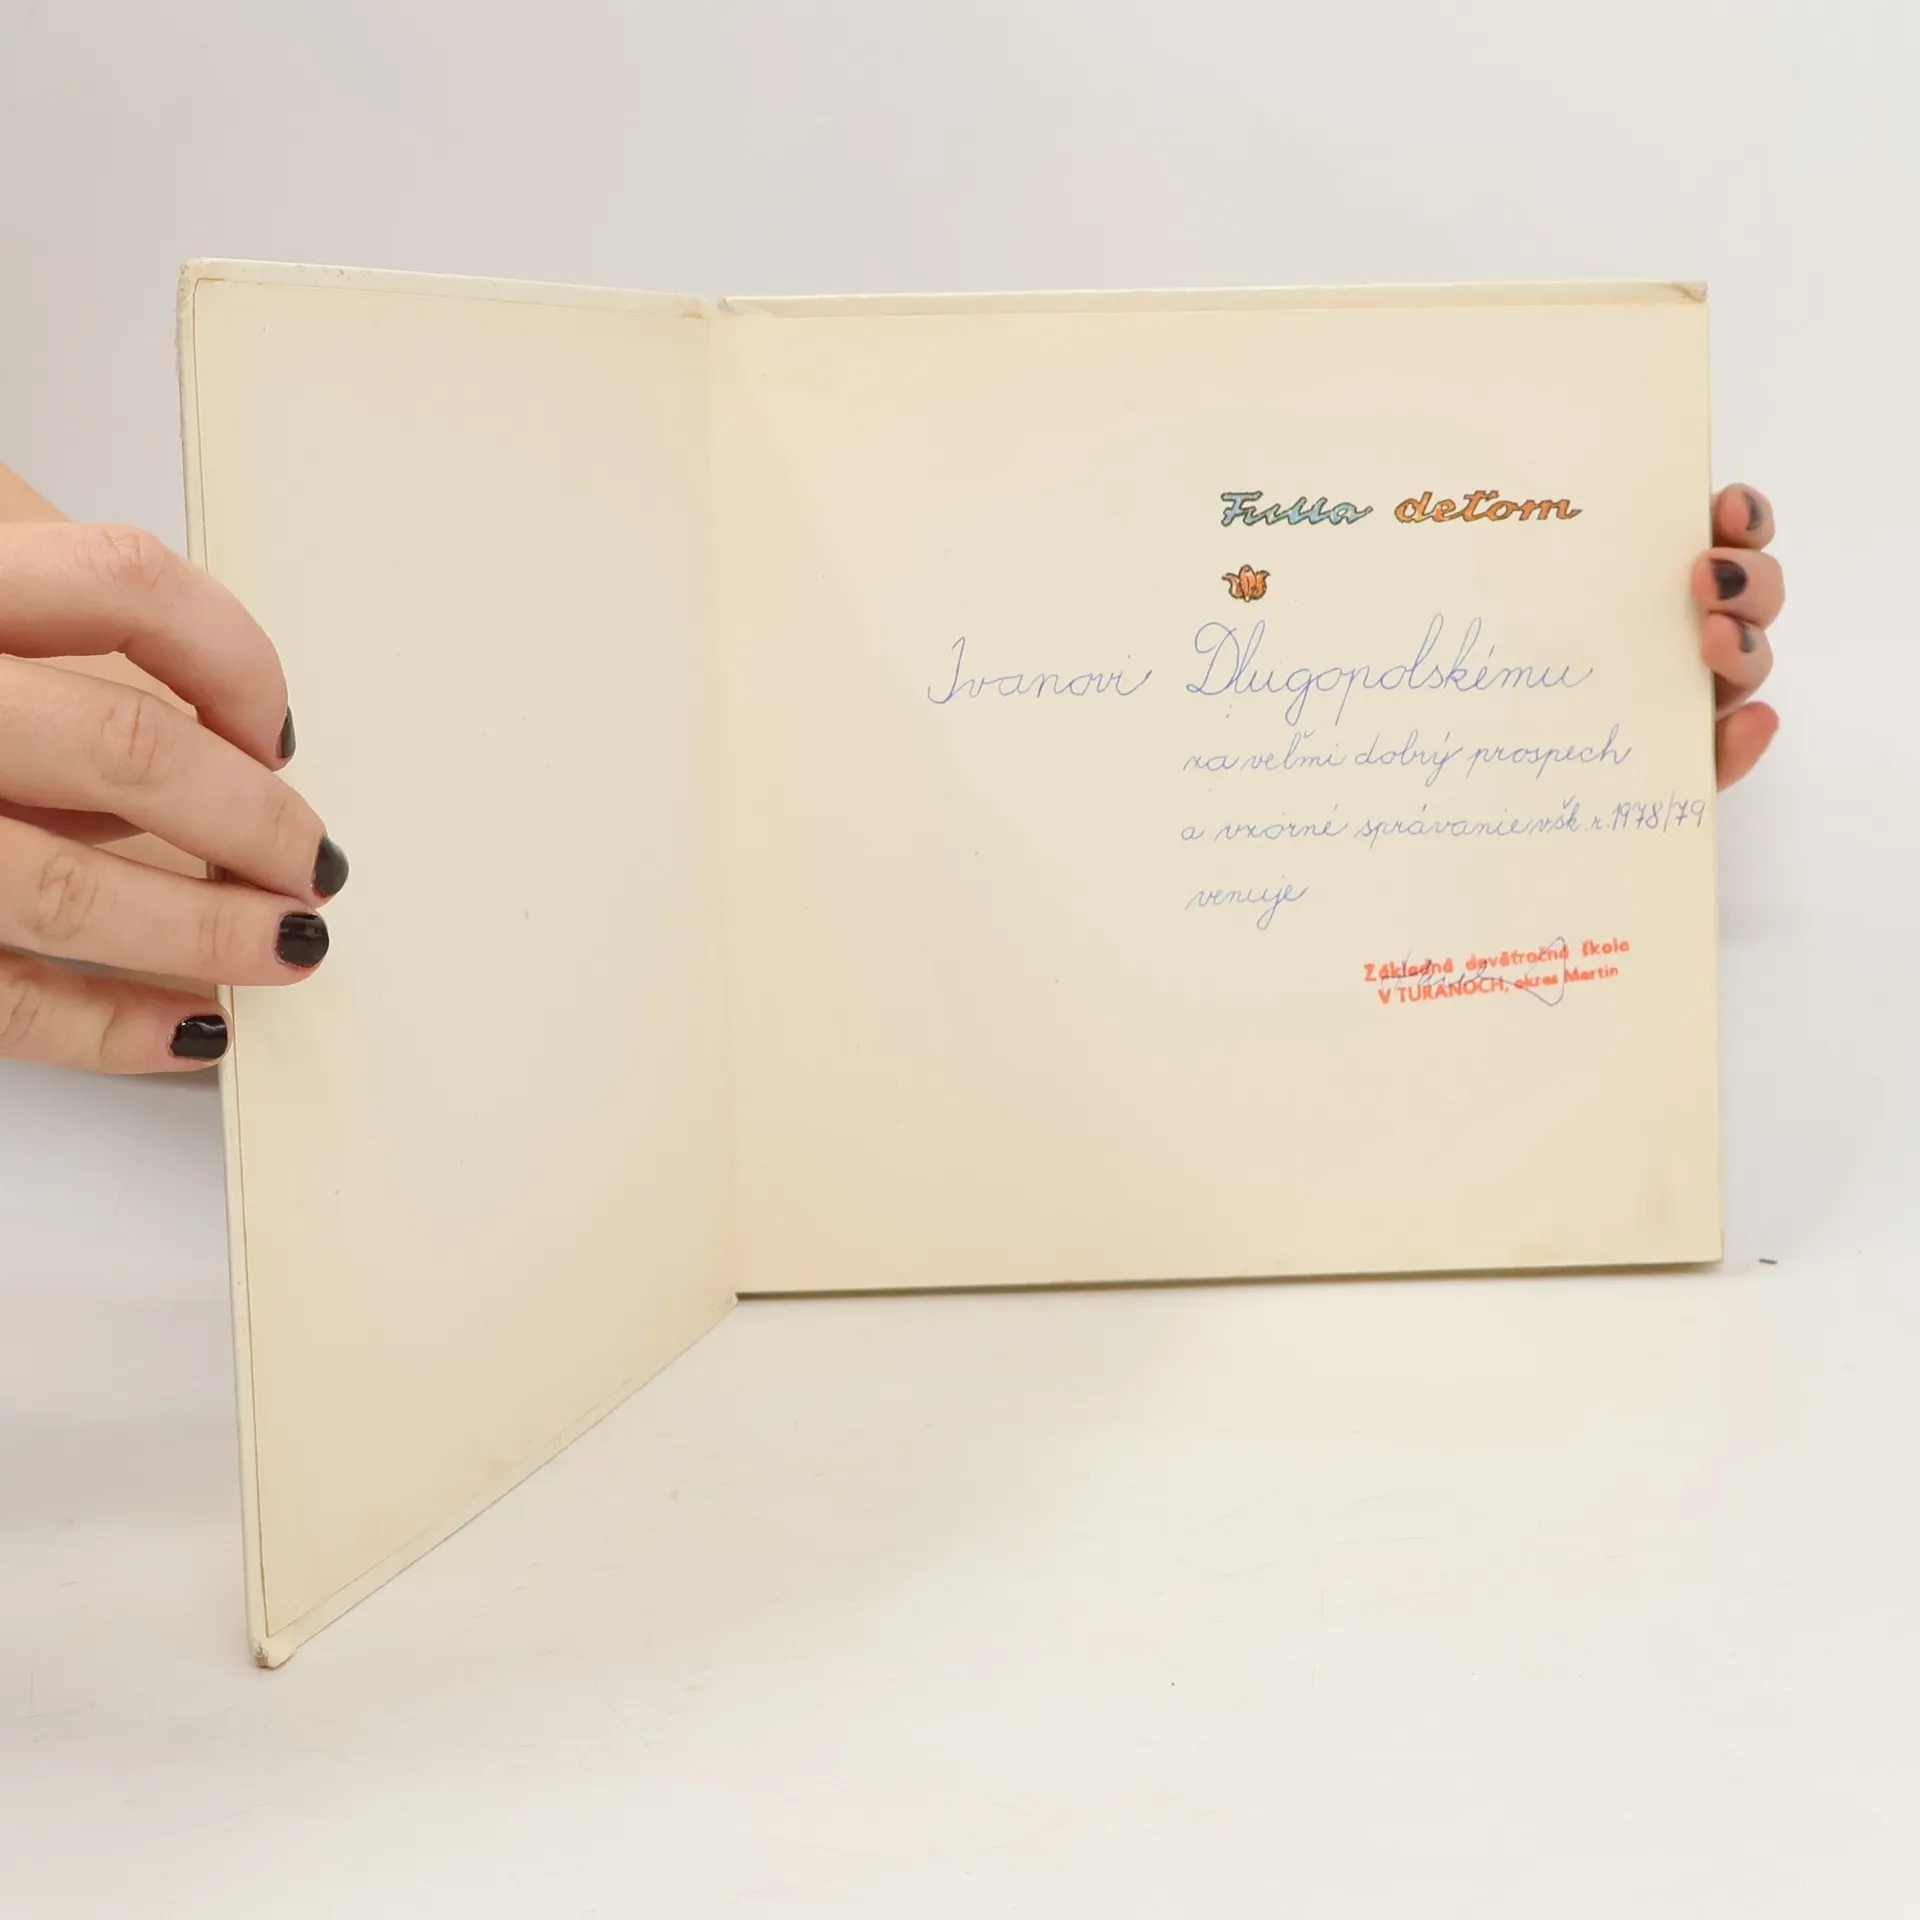 Fulla deťom
Ivanovi Dlugopolskému
za veľmi dobrý prospech
a vzorné správanie v šk. r. 1978/79
venuje
Základná deväťročná škola
V TURANOCH, okres Martin